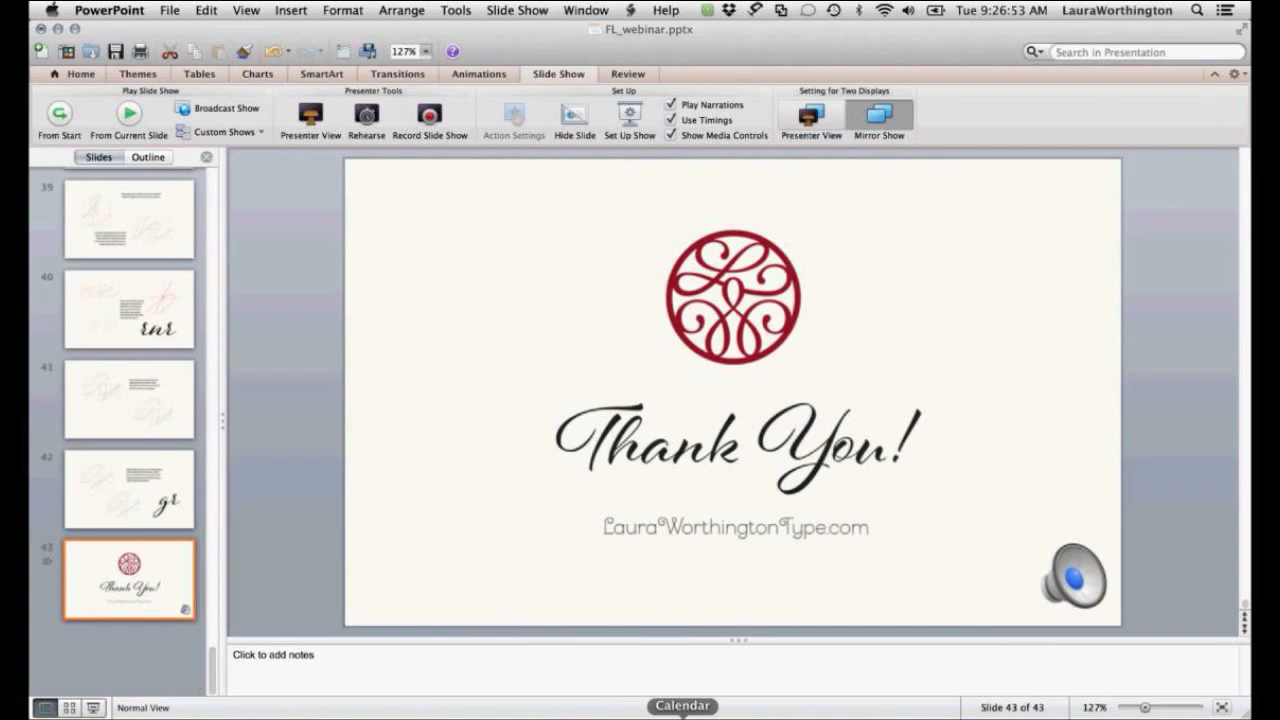 PowerPoint File Edit View Insert Format Arrange Tools Slide Show Window Help Tue 9:26:53 AM LauraWorthington
FL_webinar.pptx
127% Search in Presentation
Home Themes Tables Charts SmartArt Transitions Animations Slide Show Review
Play Slide Show Presenter Tools Set Up Setting for Two Displays
From Start From Current Slide Broadcast Show Custom Shows Presenter View Rehearse Record Slide Show Action Settings Hide Slide Set Up Show Play Narrations Use Timings Show Media Controls Presenter View Mirror Show
Slides Outline
39
40
rnr
41
42
gr
43
Thank You!
Thank You!
LauraWorthingtonType.com
Click to add notes
Normal View Calendar Slide 43 of 43 127%